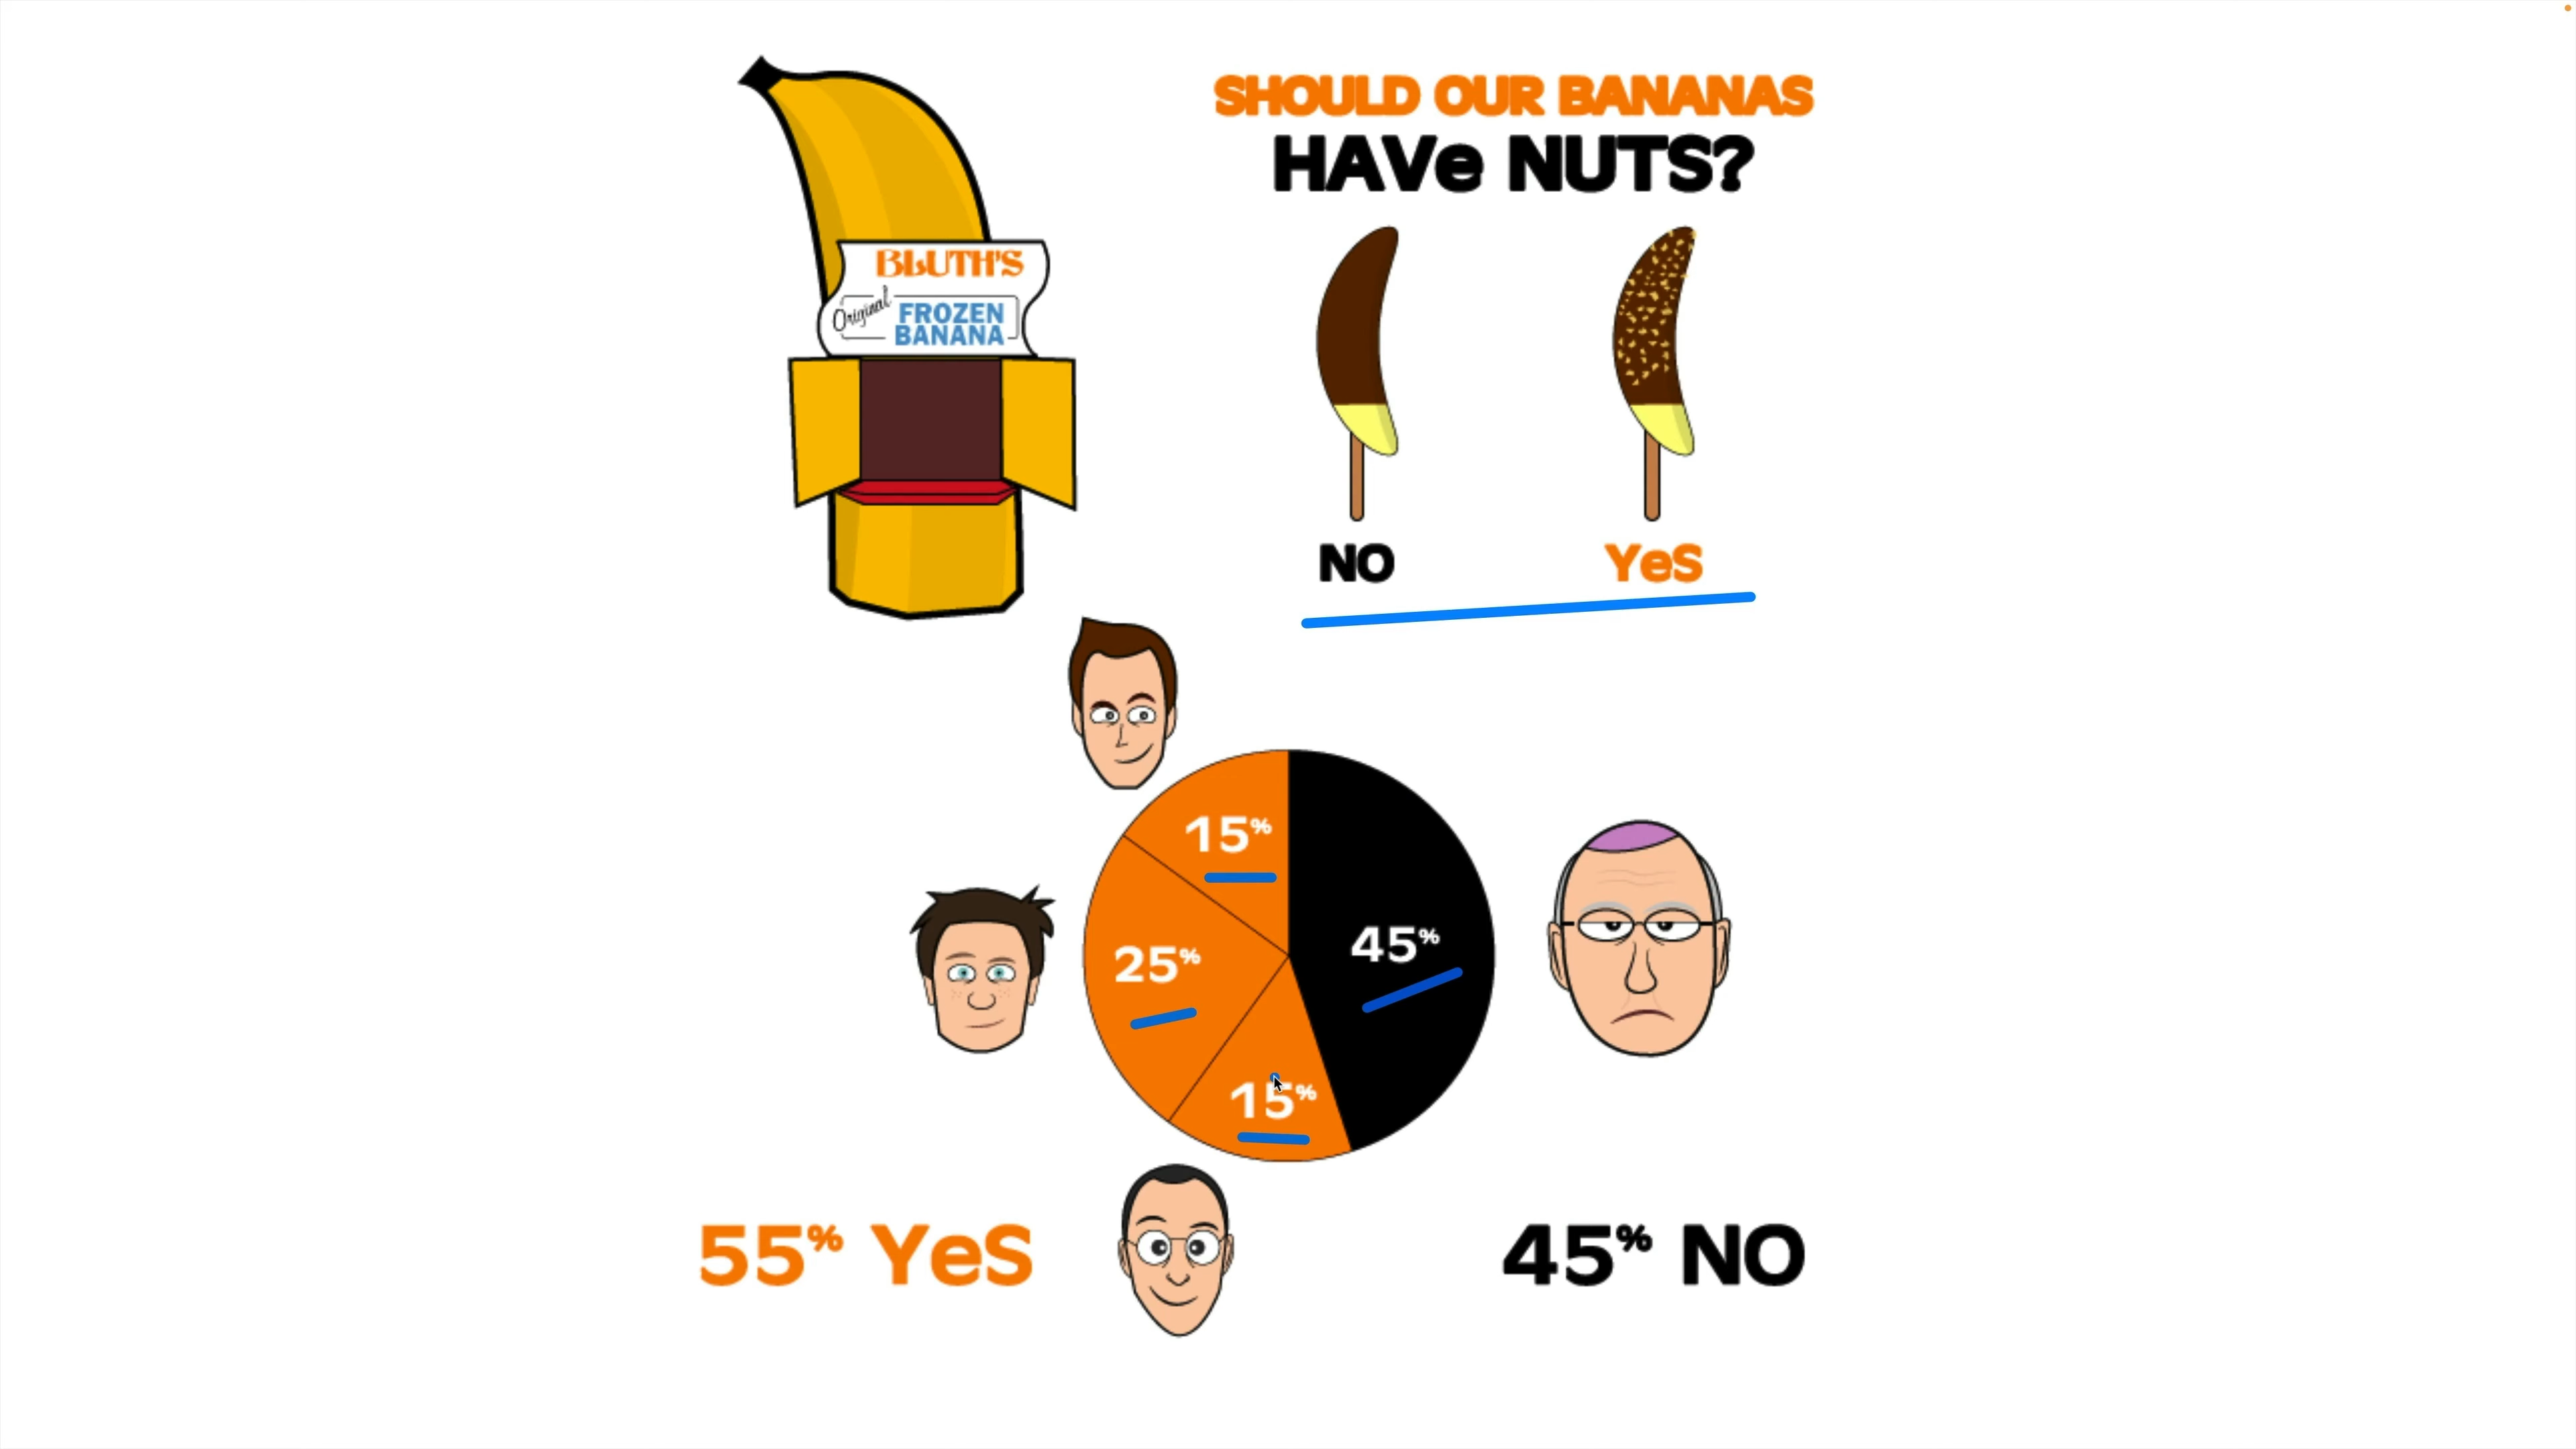 SHOULD OUR BANANAS
HAVe NUTS?
BLUTH'S
Original
FROZEN
BANANA
NO
YeS
15%
25%
45%
15%
55% YeS
45% NO